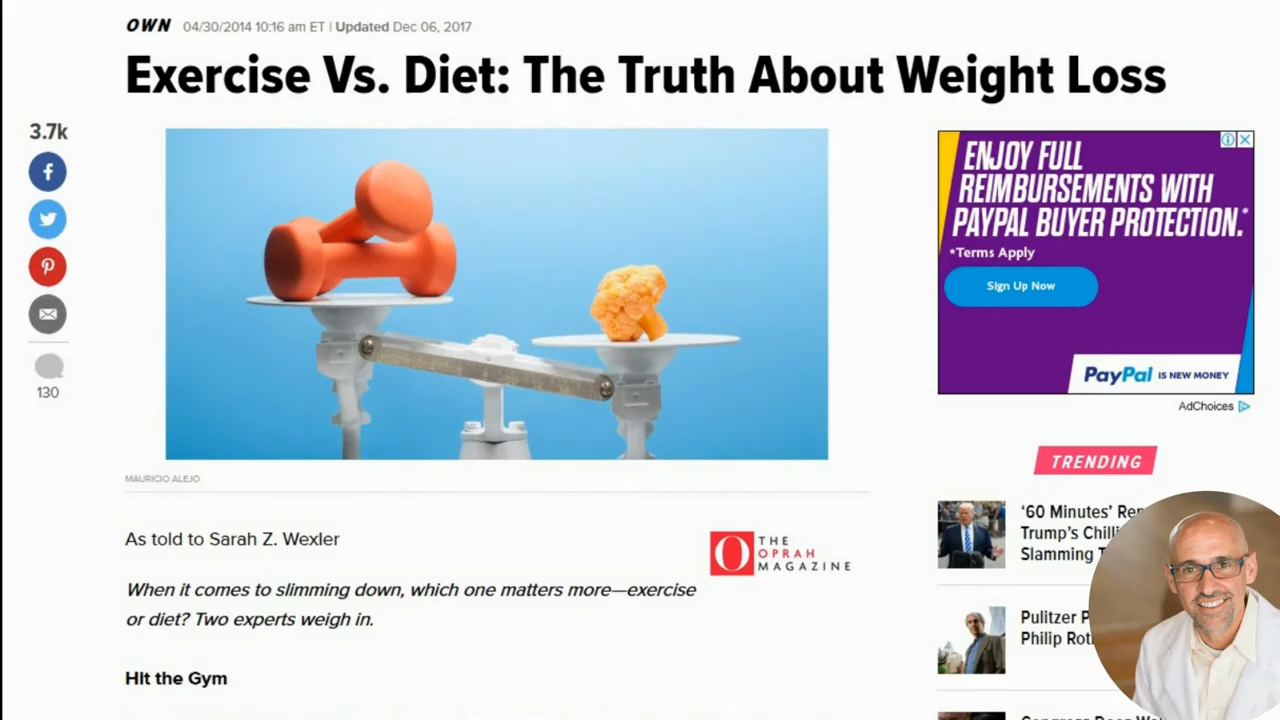 OWN 04/30/2014 10:16 am ET | Updated Dec 06, 2017
Exercise Vs. Diet: The Truth About Weight Loss
3.7k
130
MAURICIO ALEJO
As told to Sarah Z. Wexler
THE
OPRAH
MAGAZINE
When it comes to slimming down, which one matters more—exercise
or diet? Two experts weigh in.
Hit the Gym
ENJOY FULL
REIMBURSEMENTS WITH
PAYPAL BUYER PROTECTION.*
*Terms Apply
Sign Up Now
PayPal IS NEW MONEY
AdChoices
TRENDING
‘60 Minutes’ Rep
Trump’s Chilli
Slamming T
Pulitzer P
Philip Rot